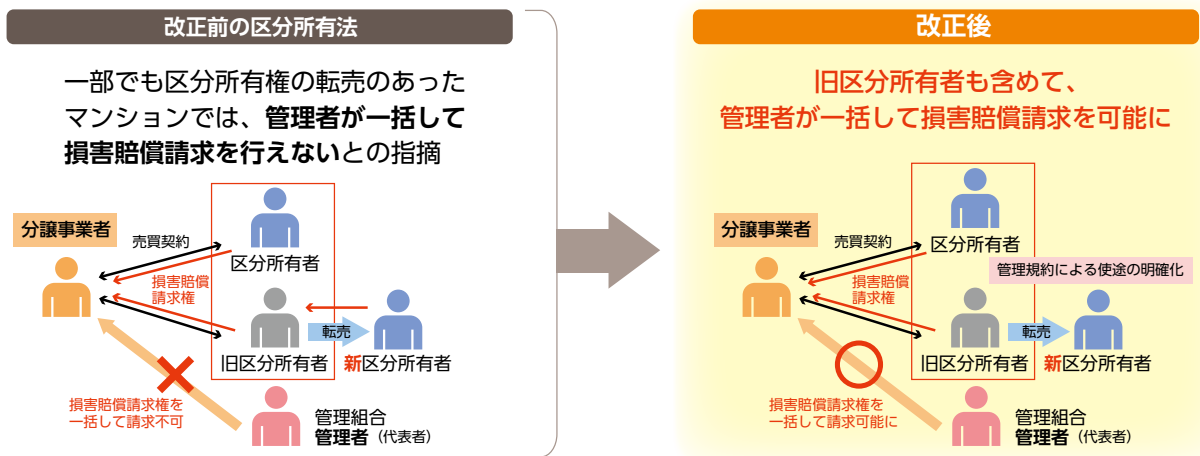 改正前の区分所有法
一部でも区分所有権の転売のあった
マンションでは、管理者が一括して
損害賠償請求を行えないとの指摘
分譲事業者
売買契約
区分所有者
損害賠償
請求権
転売
旧区分所有者
新区分所有者
損害賠償請求権を
一括して請求不可
管理組合
管理者（代表者）
改正後
旧区分所有者も含めて、
管理者が一括して損害賠償請求を可能に
分譲事業者
売買契約
区分所有者
管理規約による使途の明確化
損害賠償
請求権
転売
旧区分所有者
新区分所有者
損害賠償請求権を
一括して請求可能に
管理組合
管理者（代表者）